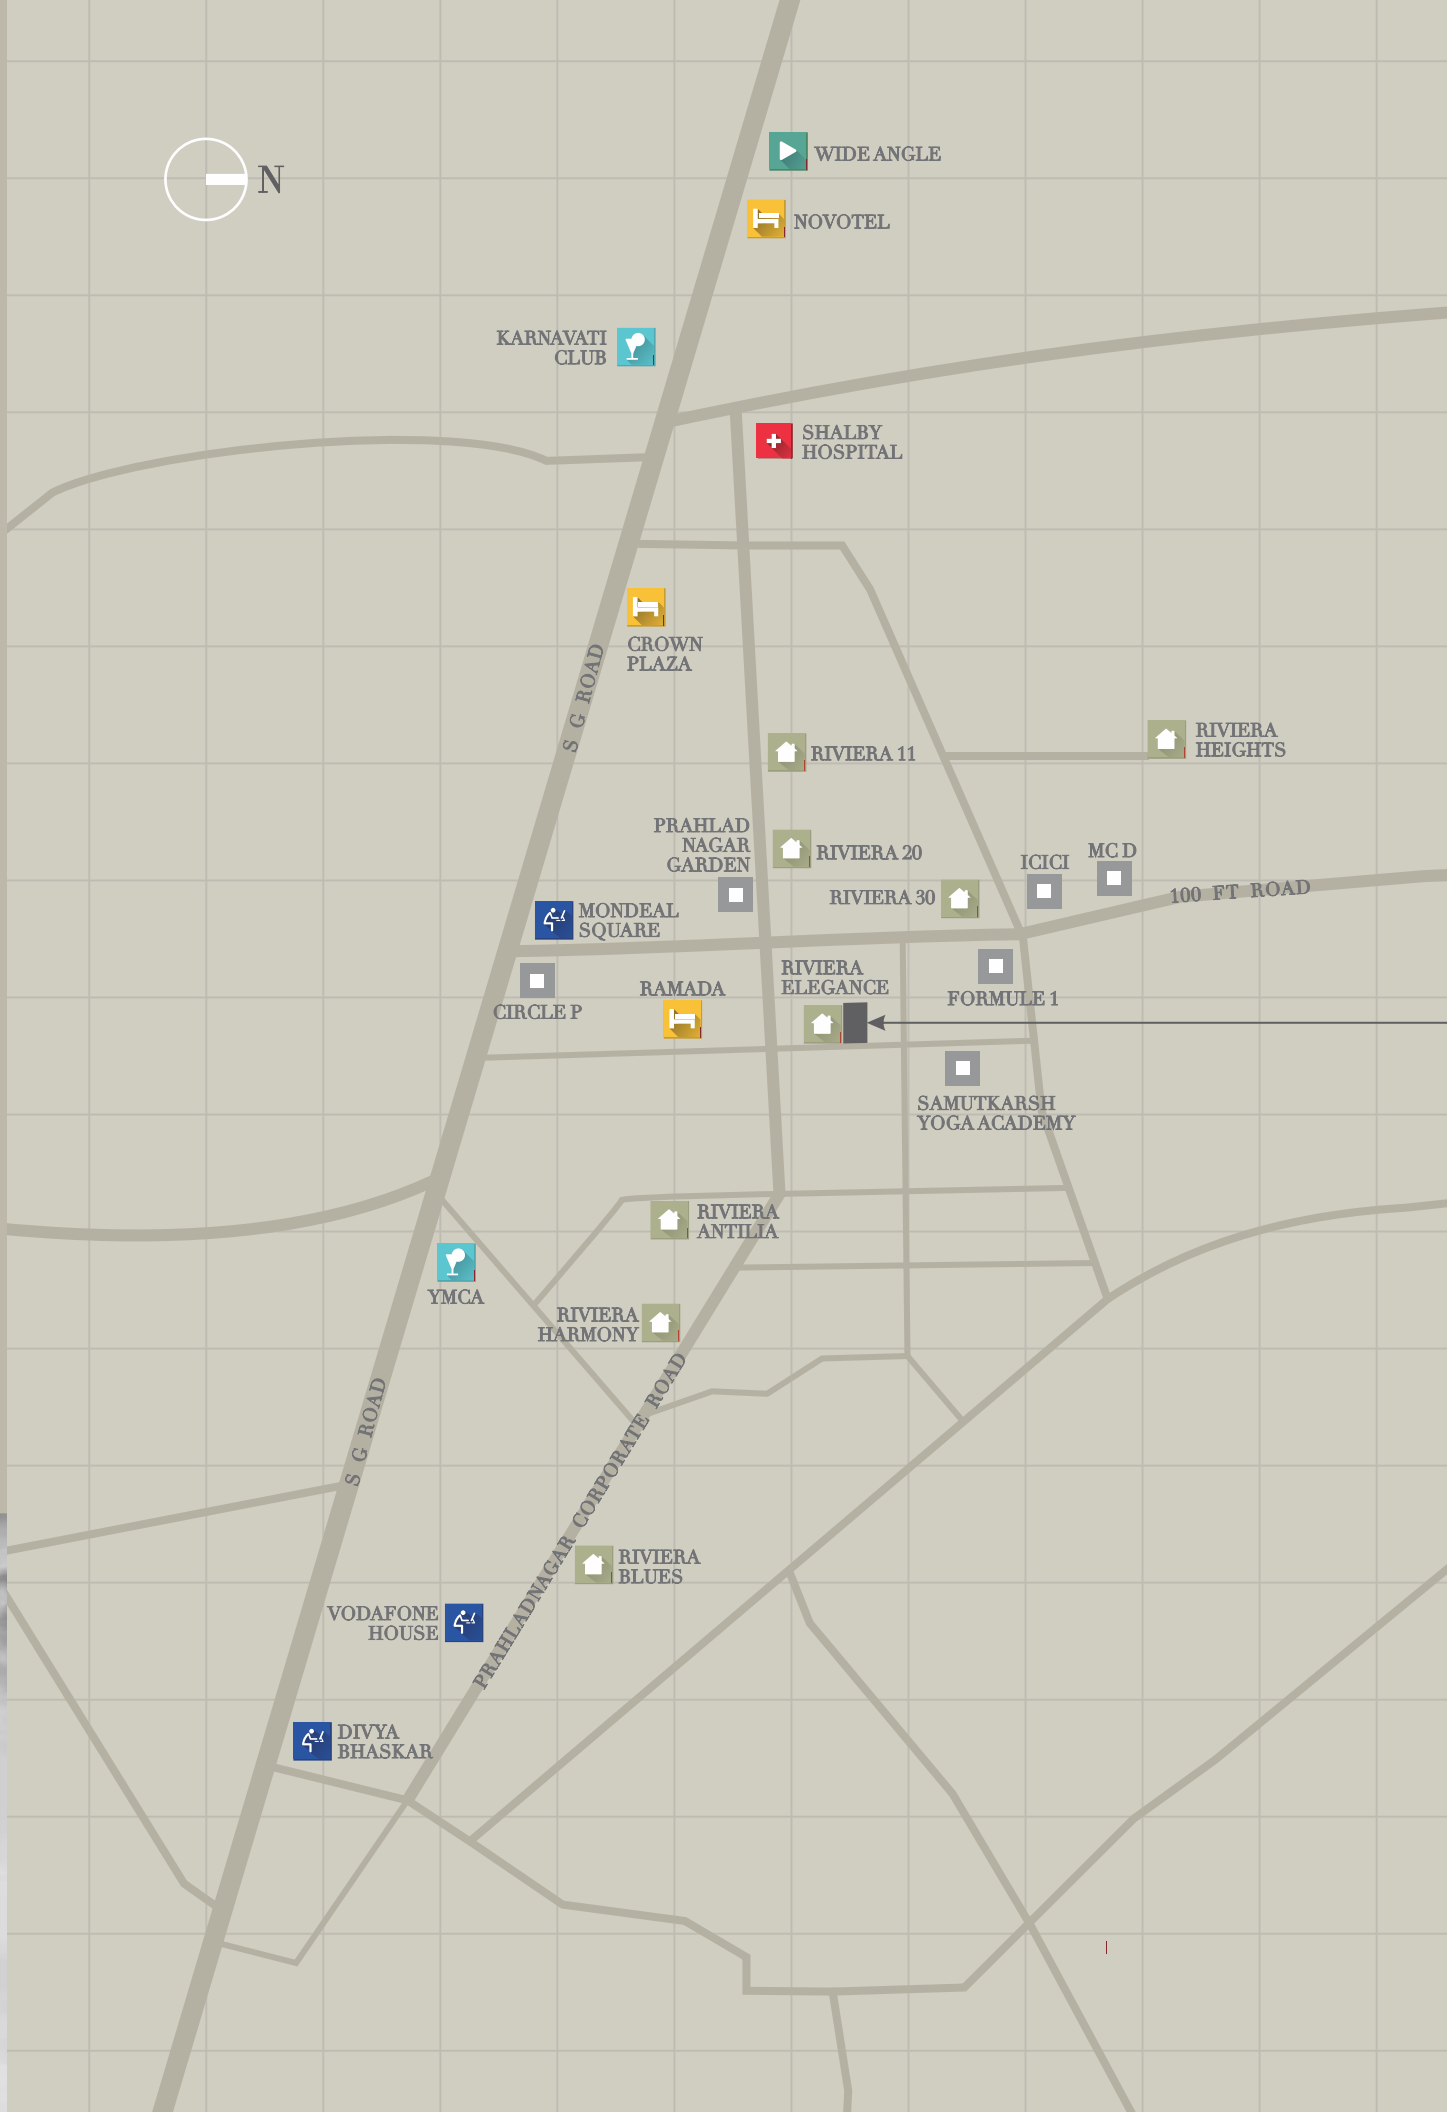 N
WIDE ANGLE
NOVOTEL
KARNAVATI
CLUB
SHALBY
HOSPITAL
CROWN
PLAZA
S G ROAD
RIVIERA
HEIGHTS
RIVIERA 11
PRAHLAD
NAGAR
GARDEN
RIVIERA 20
ICICI
MC D
RIVIERA 30
100 FT ROAD
MONDEAL
SQUARE
RIVIERA
ELEGANCE
RAMADA
FORMULE 1
CIRCLE P
SAMUTKARSH
YOGA ACADEMY
RIVIERA
ANTILIA
YMCA
RIVIERA
HARMONY
S G ROAD
PRAHLADNAGAR CORPORATE ROAD
RIVIERA
BLUES
VODAFONE
HOUSE
DIVYA
BHASKAR